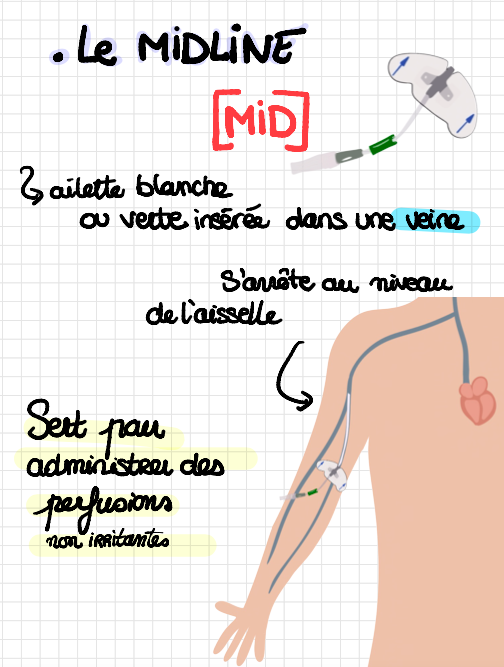 . Le MiDLINE
[MiD]
ailette blanche
ou verte insérée dans une veine
S'arrête au niveau
de l'aisselle
Sert pour
administrer des
perfusions
non irritantes